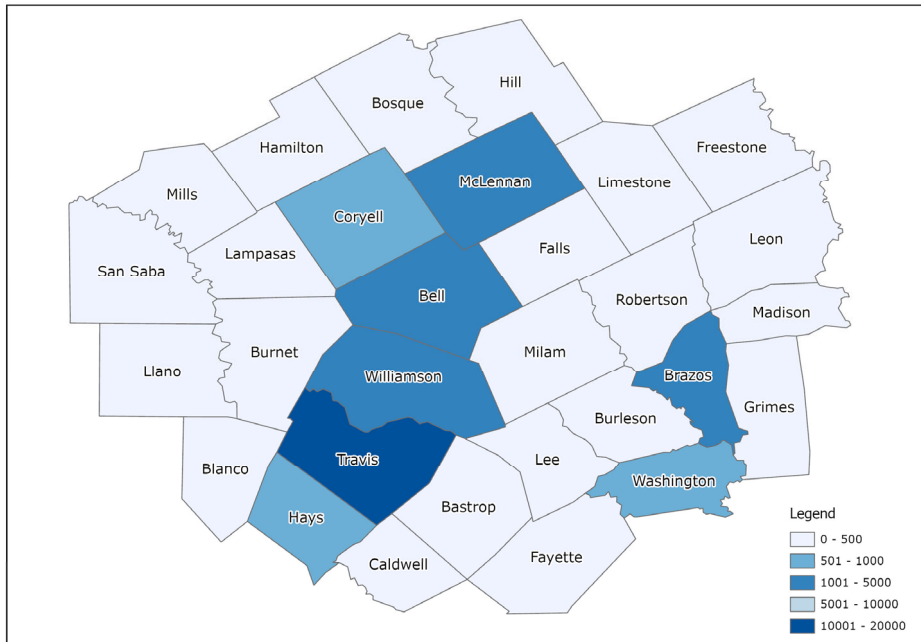 Hill
Bosque
Freestone
Hamilton
McLennan
Limestone
Mills
Coryell
Leon
Falls
Lampasas
San Saba
Bell
Robertson
Madison
Burnet
Milam
Llano
Williamson
Brazos
Grimes
Burleson
Travis
Lee
Blanco
Washington
Bastrop
Hays
Fayette
Caldwell
Legend
0 - 500
501 - 1000
1001 - 5000
5001 - 10000
10001 - 20000